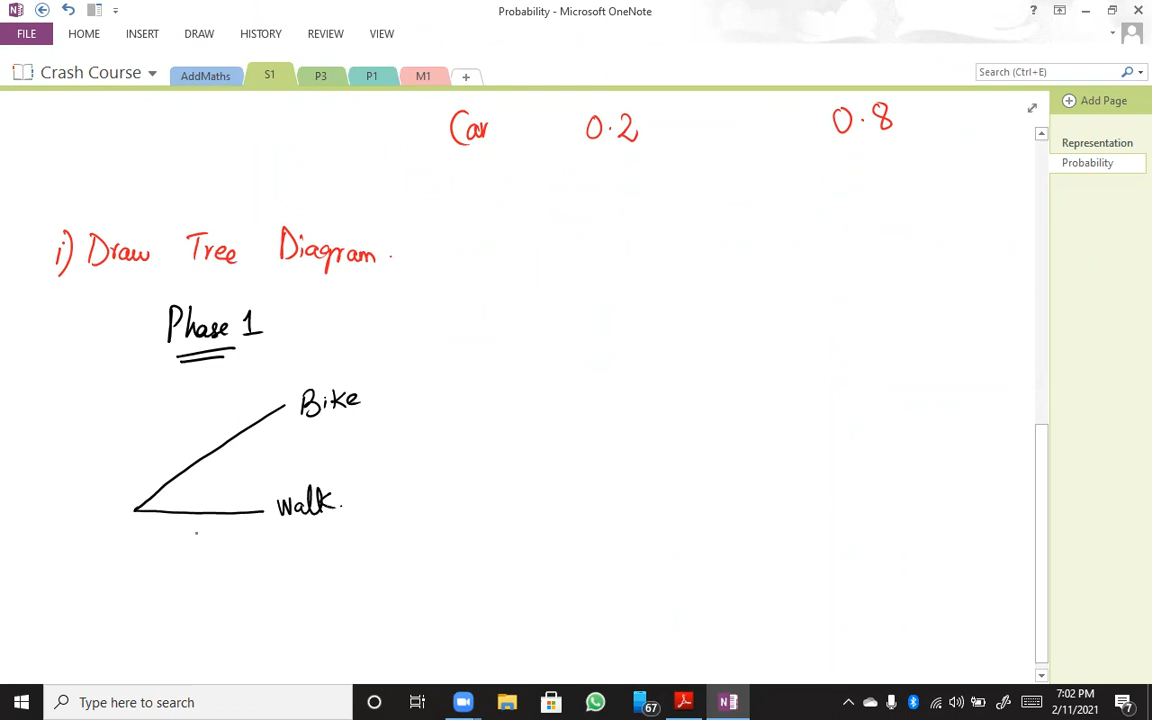 Probability - Microsoft OneNote
?
FILE HOME INSERT DRAW HISTORY REVIEW VIEW
Crash Course AddMaths S1 P3 P1 M1 +
Search (Ctrl+E)
Add Page
Representation
Probability
Car 0.2 0.8
i) Draw Tree Diagram.
Phase 1
Bike
walk.
Type here to search
67
7:02 PM
2/11/2021
7